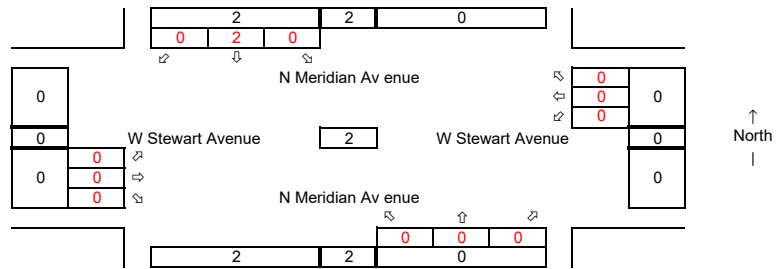 2 2 0
0 2 0
⬃ ⇩ ⬂
N Meridian Av enue
⬁ 0
0 ⇦ 0 0
⬃ 0
↑
0 W Stewart Avenue 2 W Stewart Avenue 0 North
|
0 ⬀
0 0 ⇨ 0
0 ⬂
N Meridian Av enue
⬁ ⇧ ⬀
0 0 0
2 2 0